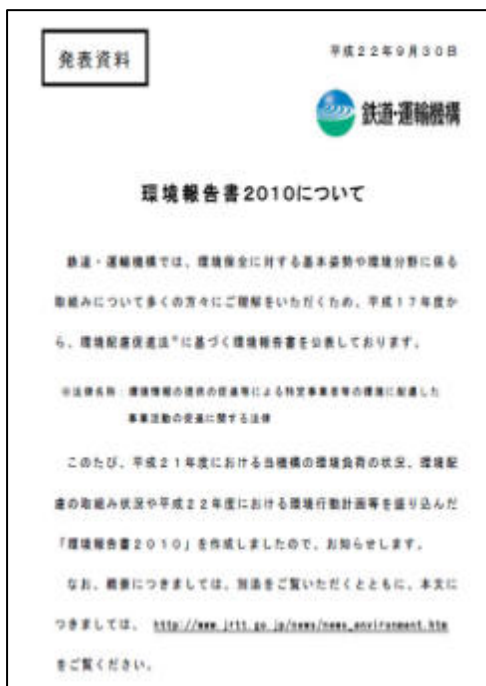 発表資料
平成２２年９月３０日
鉄道・運輸機構
環境報告書2010について
鉄道・運輸機構では、環境保全に対する基本姿勢や環境分野に係る
取組みについて多くの方々にご理解をいただくため、平成１７年度か
ら、環境配慮促進法※に基づく環境報告書を公表しております。
※法律名称：環境情報の提供の促進等による特定事業者等の環境に配慮した
事業活動の促進に関する法律
このたび、平成２１年度における当機構の環境負荷の状況、環境配
慮の取組み状況や平成２２年度における環境行動計画等を盛り込んだ
「環境報告書２０１０」を作成しましたので、お知らせします。
なお、概要につきましては、別添をご覧いただくとともに、本文に
つきましては、 http://www.jrtt.go.jp/news/news_environment.htm
をご覧ください。